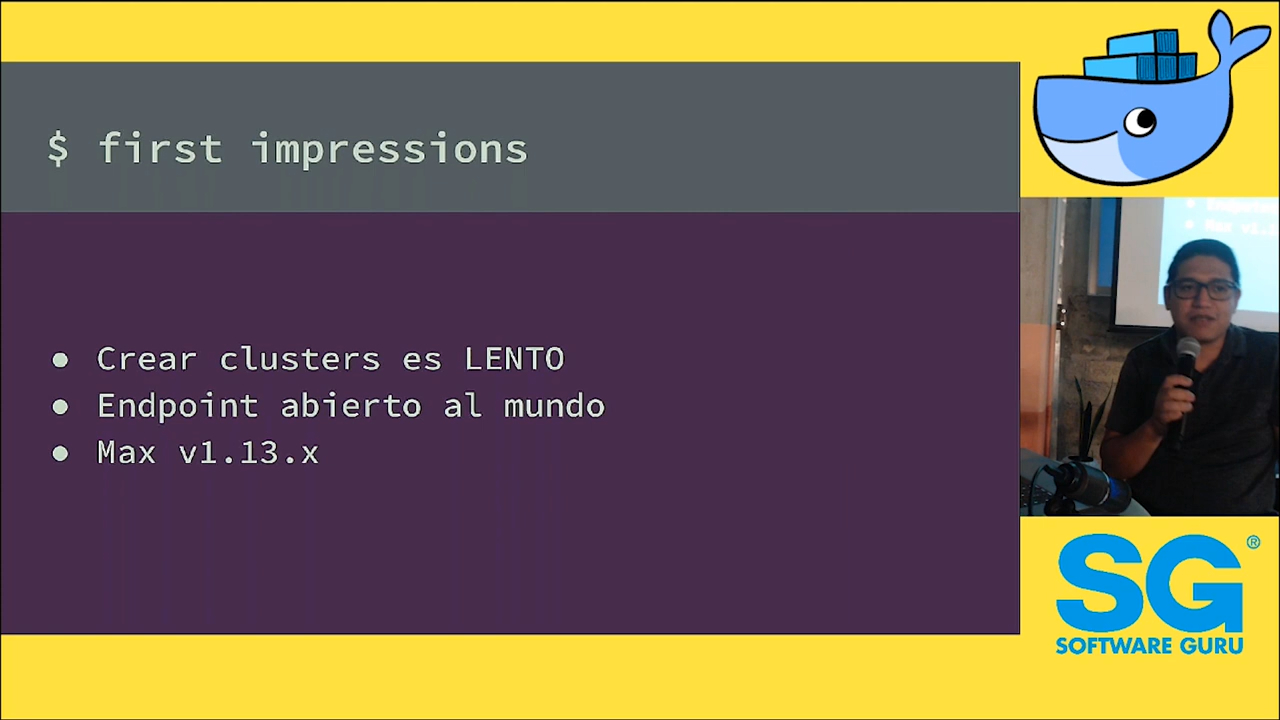 $ first impressions
● Crear clusters es LENTO
● Endpoint abierto al mundo
● Max v1.13.x
SG®
SOFTWARE GURU